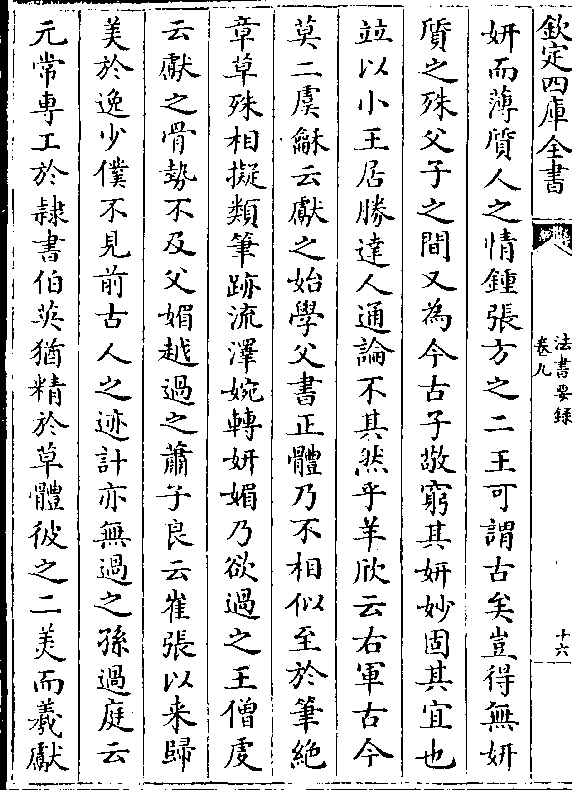 欽定四庫全書
法書要錄
卷九
十六
妍而薄質人之情鍾張方之二王可謂古矣豈得無妍
質之殊父子之間又為今古子敬窮其妍妙固其宜也
竝以小王居勝達人通論不其然乎羊欣云右軍古今
莫二虞龢云獻之始學父書正體乃不相似至於筆絶
章草殊相擬類筆跡流澤婉轉妍媚乃欲過之王僧虔
云獻之骨勢不及父媚越過之蕭子良云崔張以来歸
美於逸少僕不見前古人之迹計亦無過之孫過庭云
元常専工於隷書伯英猶精於草體彼之二美而羲獻